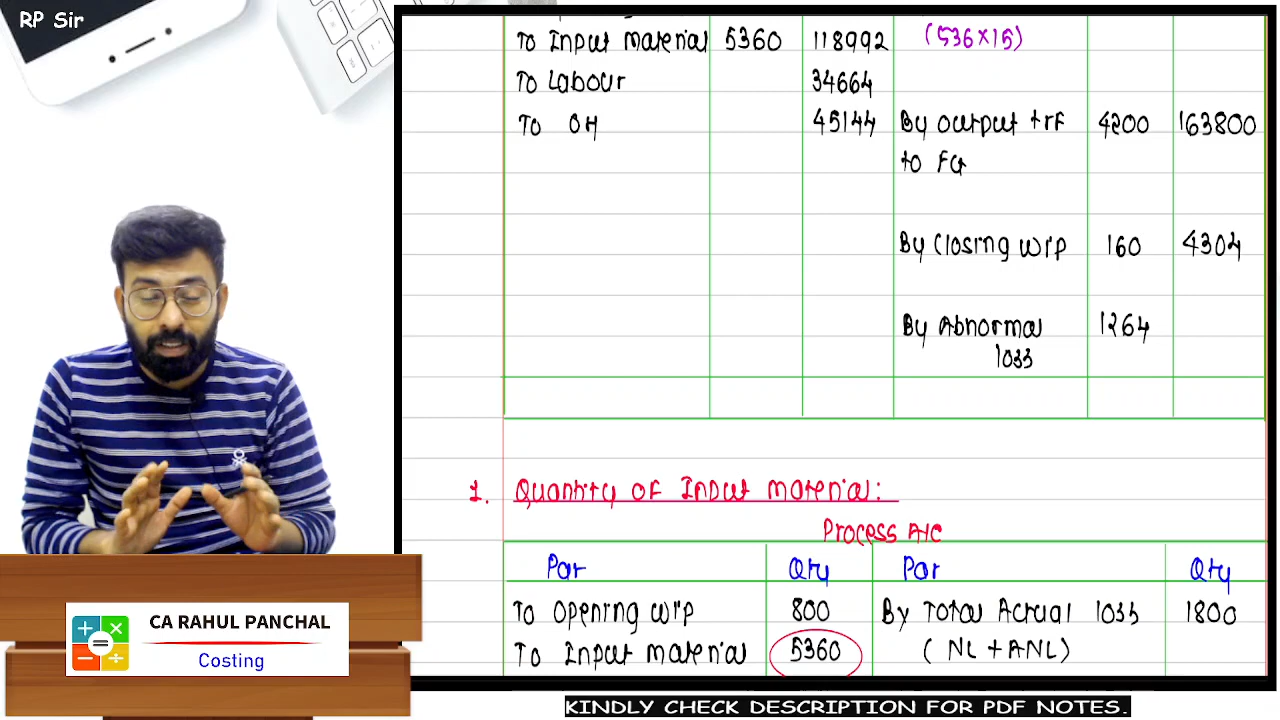 RP Sir
To Input material 5360 118992 (536x15)
To Labour 34664
To OH 45144 By output trf 4200 163800
to FG
By Closing WIP 160 4304
By Abnormal 1264
loss
1. Quantity of Input material:
Process A/C
Par Qty Par Qty
To Opening WIP 800 By Total Actual loss 1800
To Input material 5360 ( NL + ANL)
CA RAHUL PANCHAL
Costing
KINDLY CHECK DESCRIPTION FOR PDF NOTES.